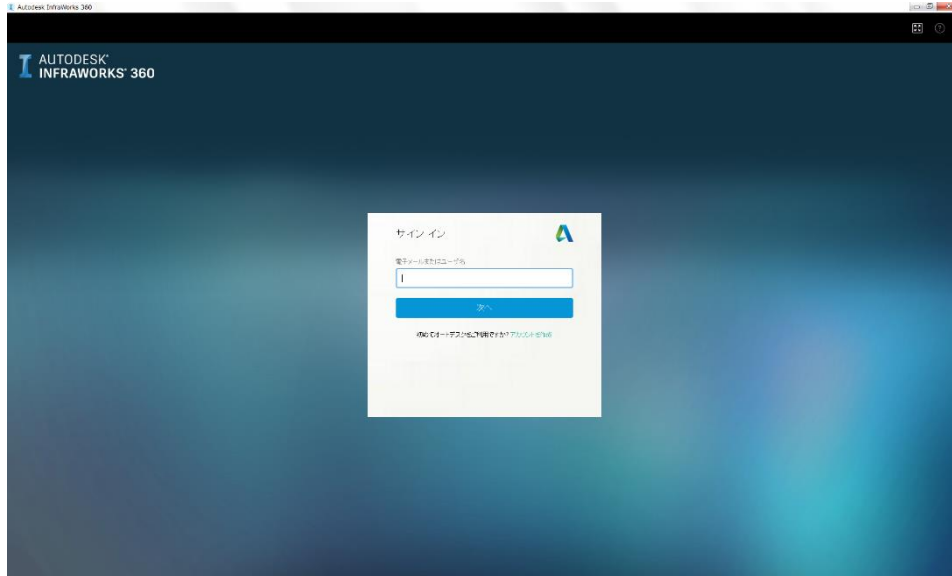 Autodesk InfraWorks 360
AUTODESK®
INFRAWORKS® 360
サイン イン
電子メールまたはユーザ名
次へ
初めてオートデスクをご利用ですか? アカウントを作成